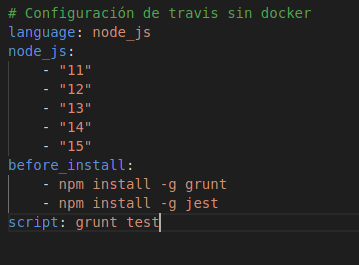 # Configuración de travis sin docker
language: node_js
node_js:
    - "11"
    - "12"
    - "13"
    - "14"
    - "15"
before_install:
    - npm install -g grunt
    - npm install -g jest
script: grunt test